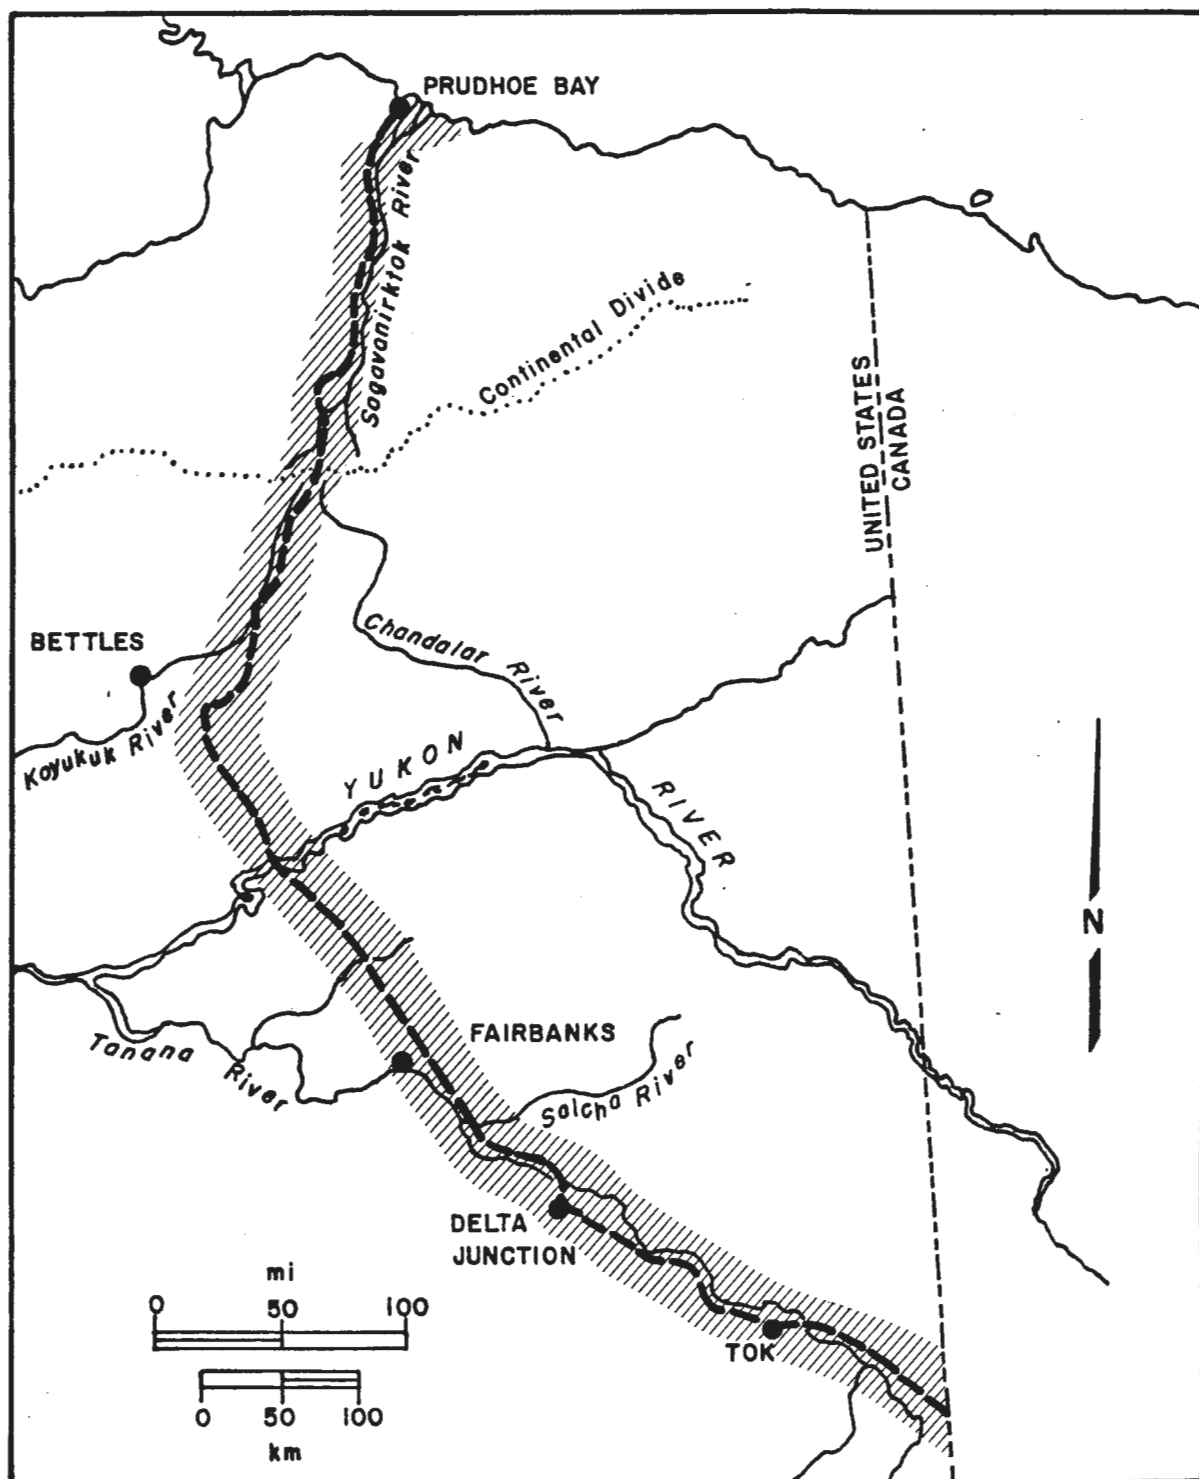 PRUDHOE BAY
Sagavanirktok River
Continental Divide
UNITED STATES
CANADA
BETTLES
Chandalar River
Koyukuk River
YUKON
RIVER
N
FAIRBANKS
Tanana River
Salcha River
DELTA
JUNCTION
mi
0 50 100
TOK
0 50 100
km